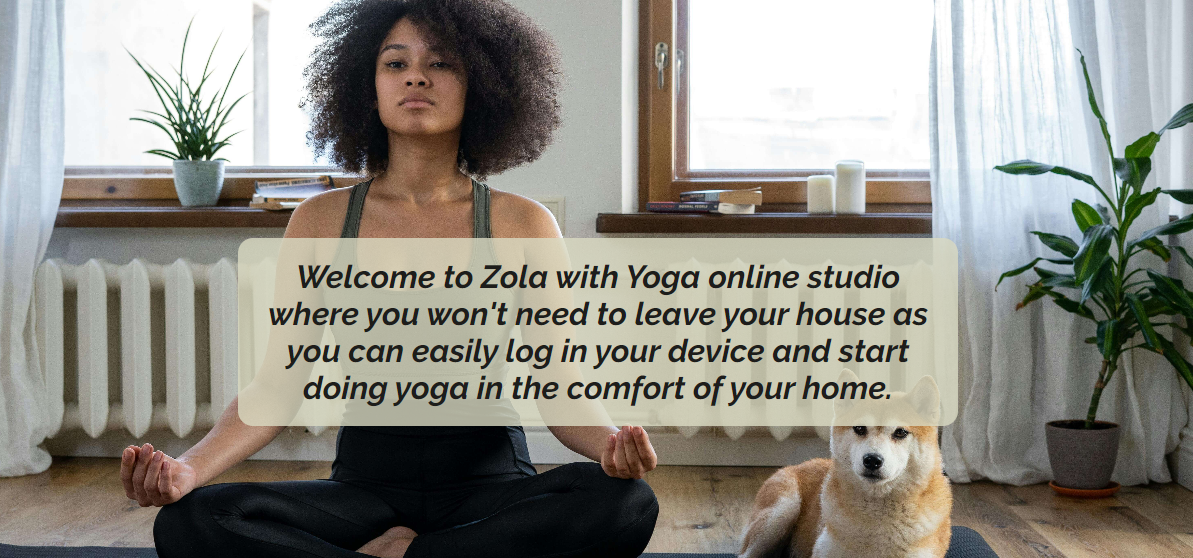 Welcome to Zola with Yoga online studio
where you won't need to leave your house as
you can easily log in your device and start
doing yoga in the comfort of your home.